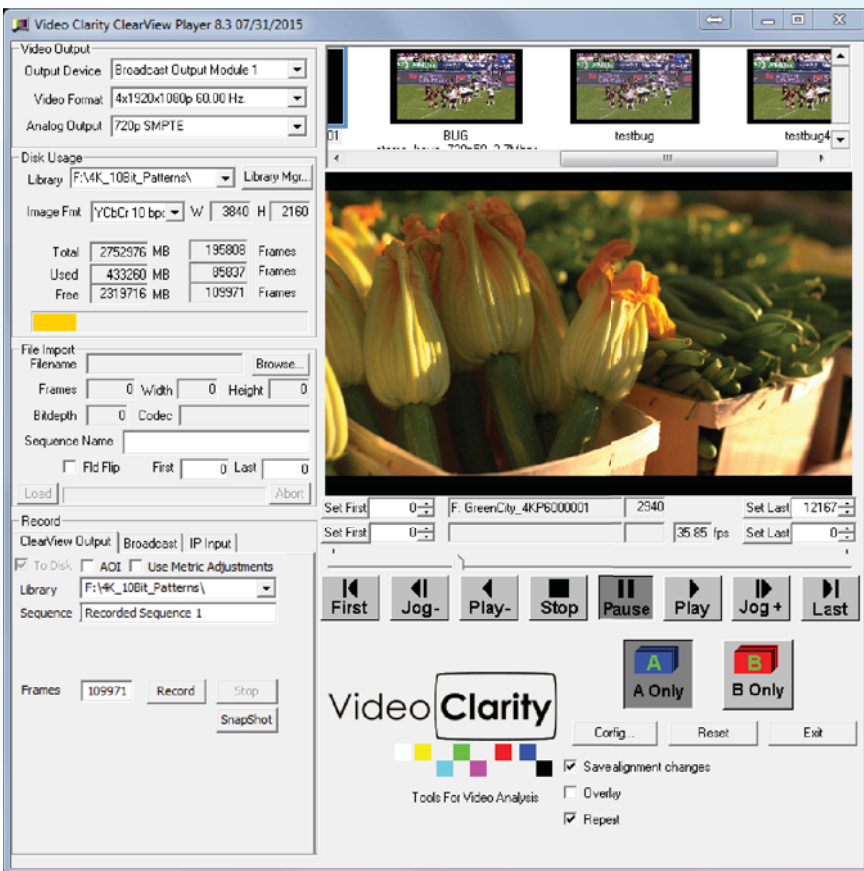 Video Clarity ClearView Player 8.3 07/31/2015
Video Output
Output Device Broadcast Output Module 1
Video Format 4x1920x1080p 60.00 Hz.
Analog Output 720p SMPTE
Disk Usage
Library F:\4K_10Bit_Patterns\ Library Mgr...
Image Fmt YCbCr 10 bp W 3840 H 2160
Total 2752976 MB 195808 Frames
Used 433260 MB 85837 Frames
Free 2319716 MB 109971 Frames
File Import
Filename Browse...
Frames 0 Width 0 Height 0
Bitdepth 0 Codec
Sequence Name
Fld Flip First 0 Last 0
Load Abort
Record
ClearView Output Broadcast IP Input
To Disk AOI Use Metric Adjustments
Library F:\4K_10Bit_Patterns\
Sequence Recorded Sequence 1
Frames 109971 Record Stop
SnapShot
01 BUG testbug testbug4
Set First 0 F: GreenCity_4KP6000001 2940 Set Last 12167
Set First 0 35.85 fps Set Last 0
First Jog- Play- Stop Pause Play Jog+ Last
A B
A Only B Only
Video Clarity
Tools For Video Analysis
Config... Reset Exit
Save alignment changes
Overlay
Repeat